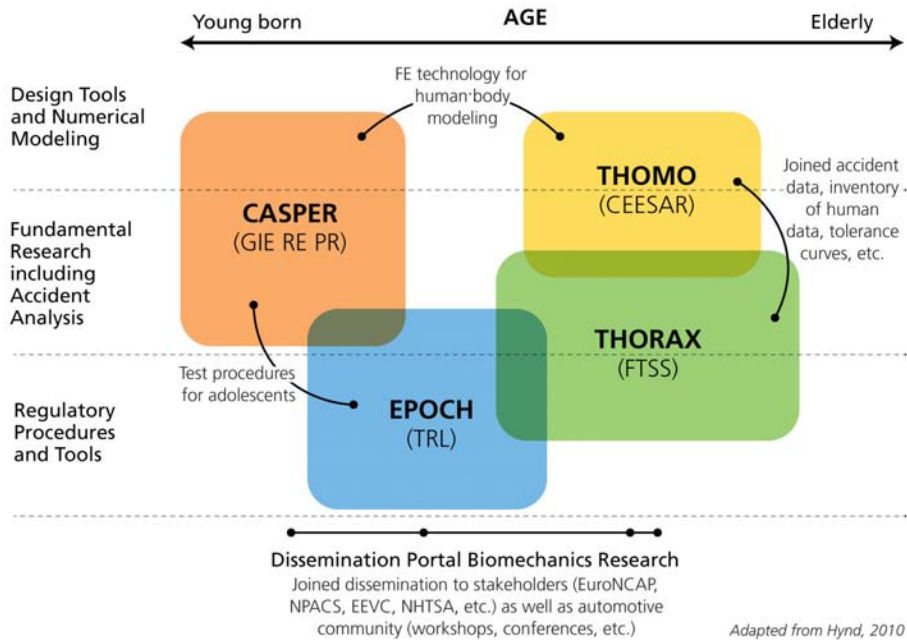 Young born
AGE
Elderly
Design Tools
and Numerical
Modeling
FE technology for
human·body
modeling
THOMO
(CEESAR)
Joined accident
data, inventory
of human
data, tolerance
curves, etc.
CASPER
(GIE RE PR)
Fundamental
Research
including
Accident
Analysis
THORAX
(FTSS)
Test procedures
for adolescents
EPOCH
(TRL)
Regulatory
Procedures
and Tools
Dissemination Portal Biomechanics Research
Joined dissemination to stakeholders (EuroNCAP,
NPACS, EEVC, NHTSA, etc.) as well as automotive
community (workshops, conferences, etc.)
Adapted from Hynd, 2010